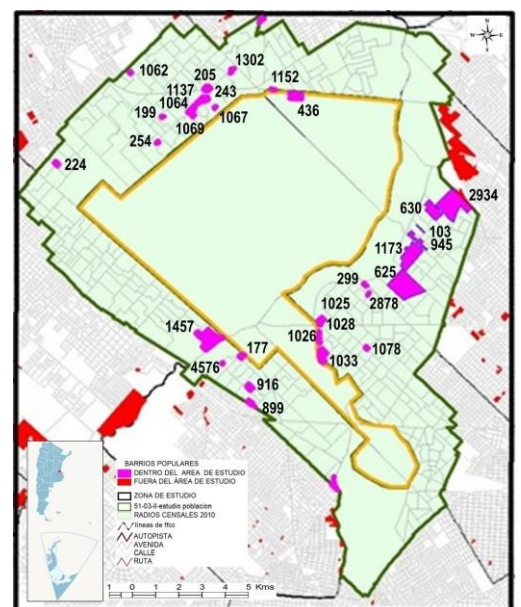 N
W E
S
1302
1062
205
1152
1137
243
1064
436
199
1067
1069
254
224
2934
630
103
1173
945
625
299
1025
2878
1028
1457
1026
177
1078
1033
4576
916
899
BARRIOS POPULARES
DENTRO DEL AREA DE ESTUDIO
FUERA DEL ÁREA DE ESTUDIO
ZONA DE ESTUDIO
51-03-II-estudio poblacion
RADIOS CENSALES 2010
líneas de ffcc
AUTOPISTA
AVENIDA
CALLE
RUTA
1 0 1 2 3 4 5 Kms